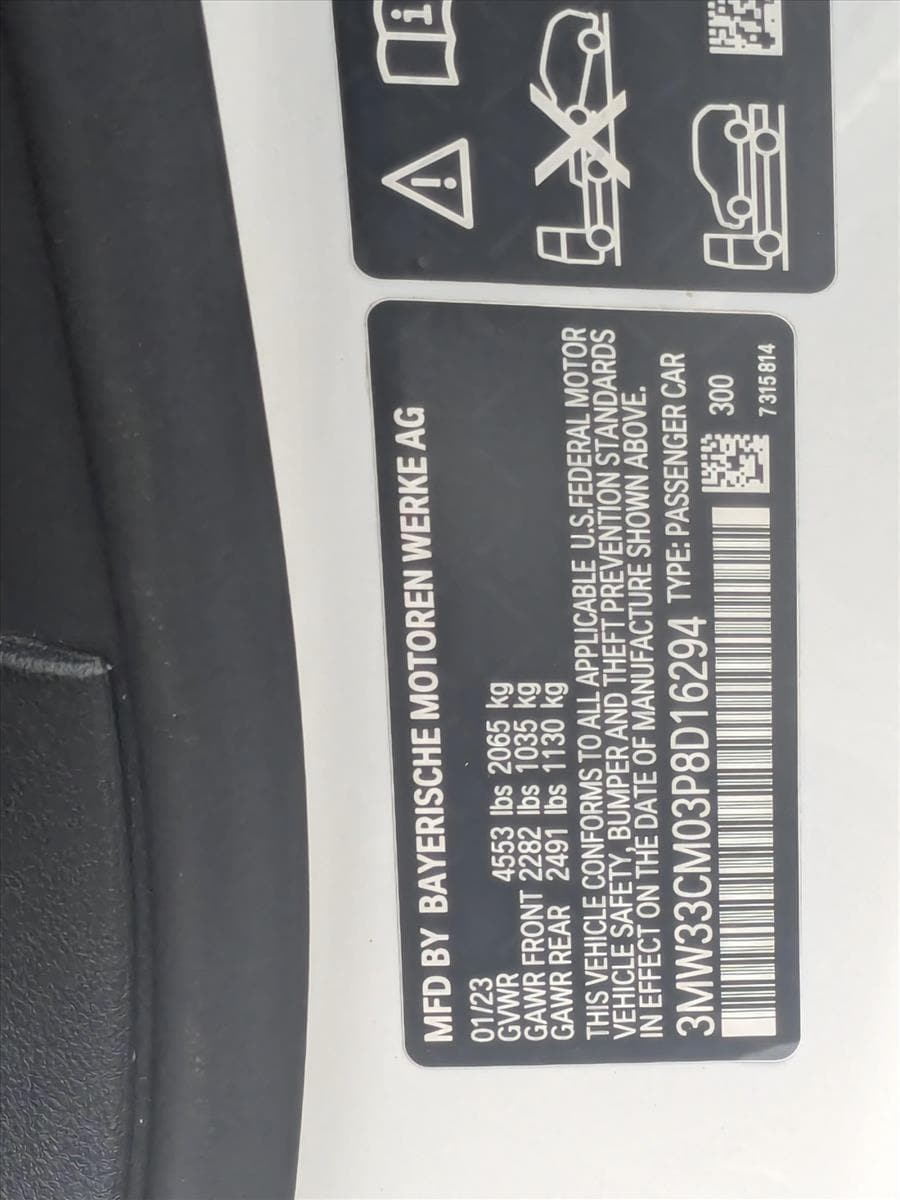 MFD BY BAYERISCHE MOTOREN WERKE AG
01/23
GVWR 4553 lbs 2065 kg
GAWR FRONT 2282 lbs 1035 kg
GAWR REAR 2491 lbs 1130 kg
THIS VEHICLE CONFORMS TO ALL APPLICABLE U.S.FEDERAL MOTOR
VEHICLE SAFETY, BUMPER AND THEFT PREVENTION STANDARDS
IN EFFECT ON THE DATE OF MANUFACTURE SHOWN ABOVE.
3MW33CM03P8D16294 TYPE: PASSENGER CAR
300
7315814